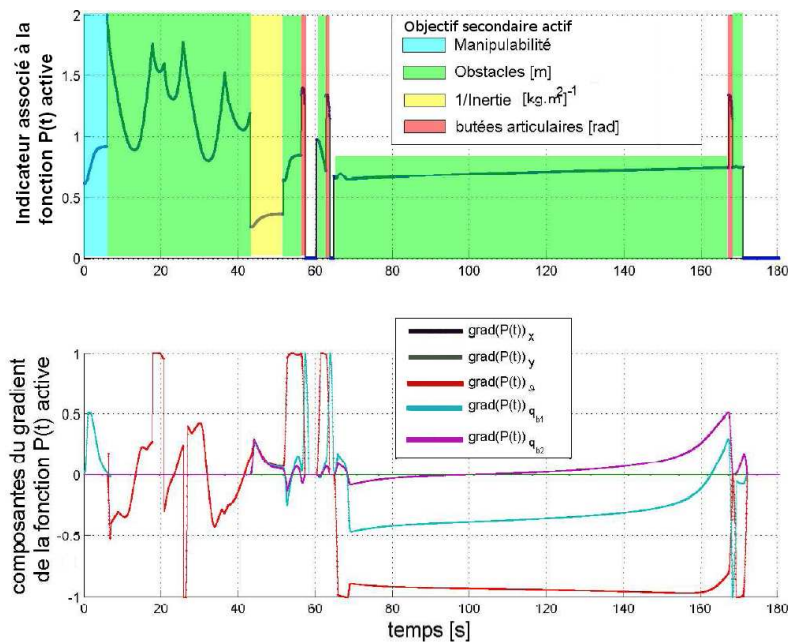 Indicateur associé à la
fonction P(t) active
2
1.5
1
0.5
0
0 20 40 60 80 100 120 140 160 180
Objectif secondaire actif
Manipulabilité
Obstacles [m]
1/Inertie [kg.m²]⁻¹
butées articulaires [rad]
composantes du gradient
de la fonction P(t) active
1
0.5
0
-0.5
-1
0 20 40 60 80 100 120 140 160 180
temps [s]
grad(P(t)) x
grad(P(t)) y
grad(P(t)) ϑ
grad(P(t)) qb1
grad(P(t)) qb2